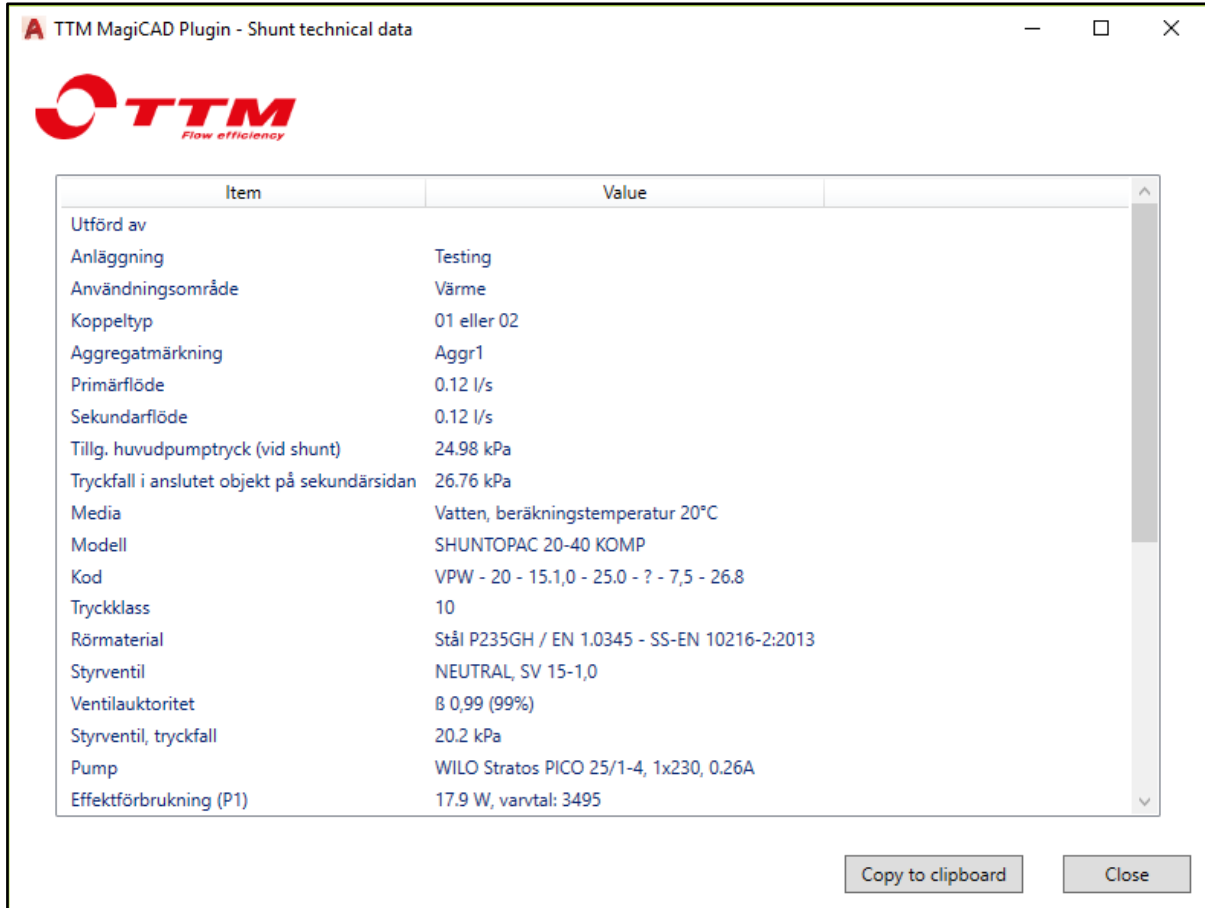 TTM MagiCAD Plugin - Shunt technical data
TTM
Flow efficiency
Item Value
Utförd av
Anläggning Testing
Användningsområde Värme
Koppeltyp 01 eller 02
Aggregatmärkning Aggr1
Primärflöde 0.12 l/s
Sekundarflöde 0.12 l/s
Tillg. huvudpumptryck (vid shunt) 24.98 kPa
Tryckfall i anslutet objekt på sekundärsidan 26.76 kPa
Media Vatten, beräkningstemperatur 20°C
Modell SHUNTOPAC 20-40 KOMP
Kod VPW - 20 - 15.1,0 - 25.0 - ? - 7,5 - 26.8
Tryckklass 10
Rörmaterial Stål P235GH / EN 1.0345 - SS-EN 10216-2:2013
Styrventil NEUTRAL, SV 15-1,0
Ventilauktoritet ß 0,99 (99%)
Styrventil, tryckfall 20.2 kPa
Pump WILO Stratos PICO 25/1-4, 1x230, 0.26A
Effektförbrukning (P1) 17.9 W, varvtal: 3495
Copy to clipboard Close